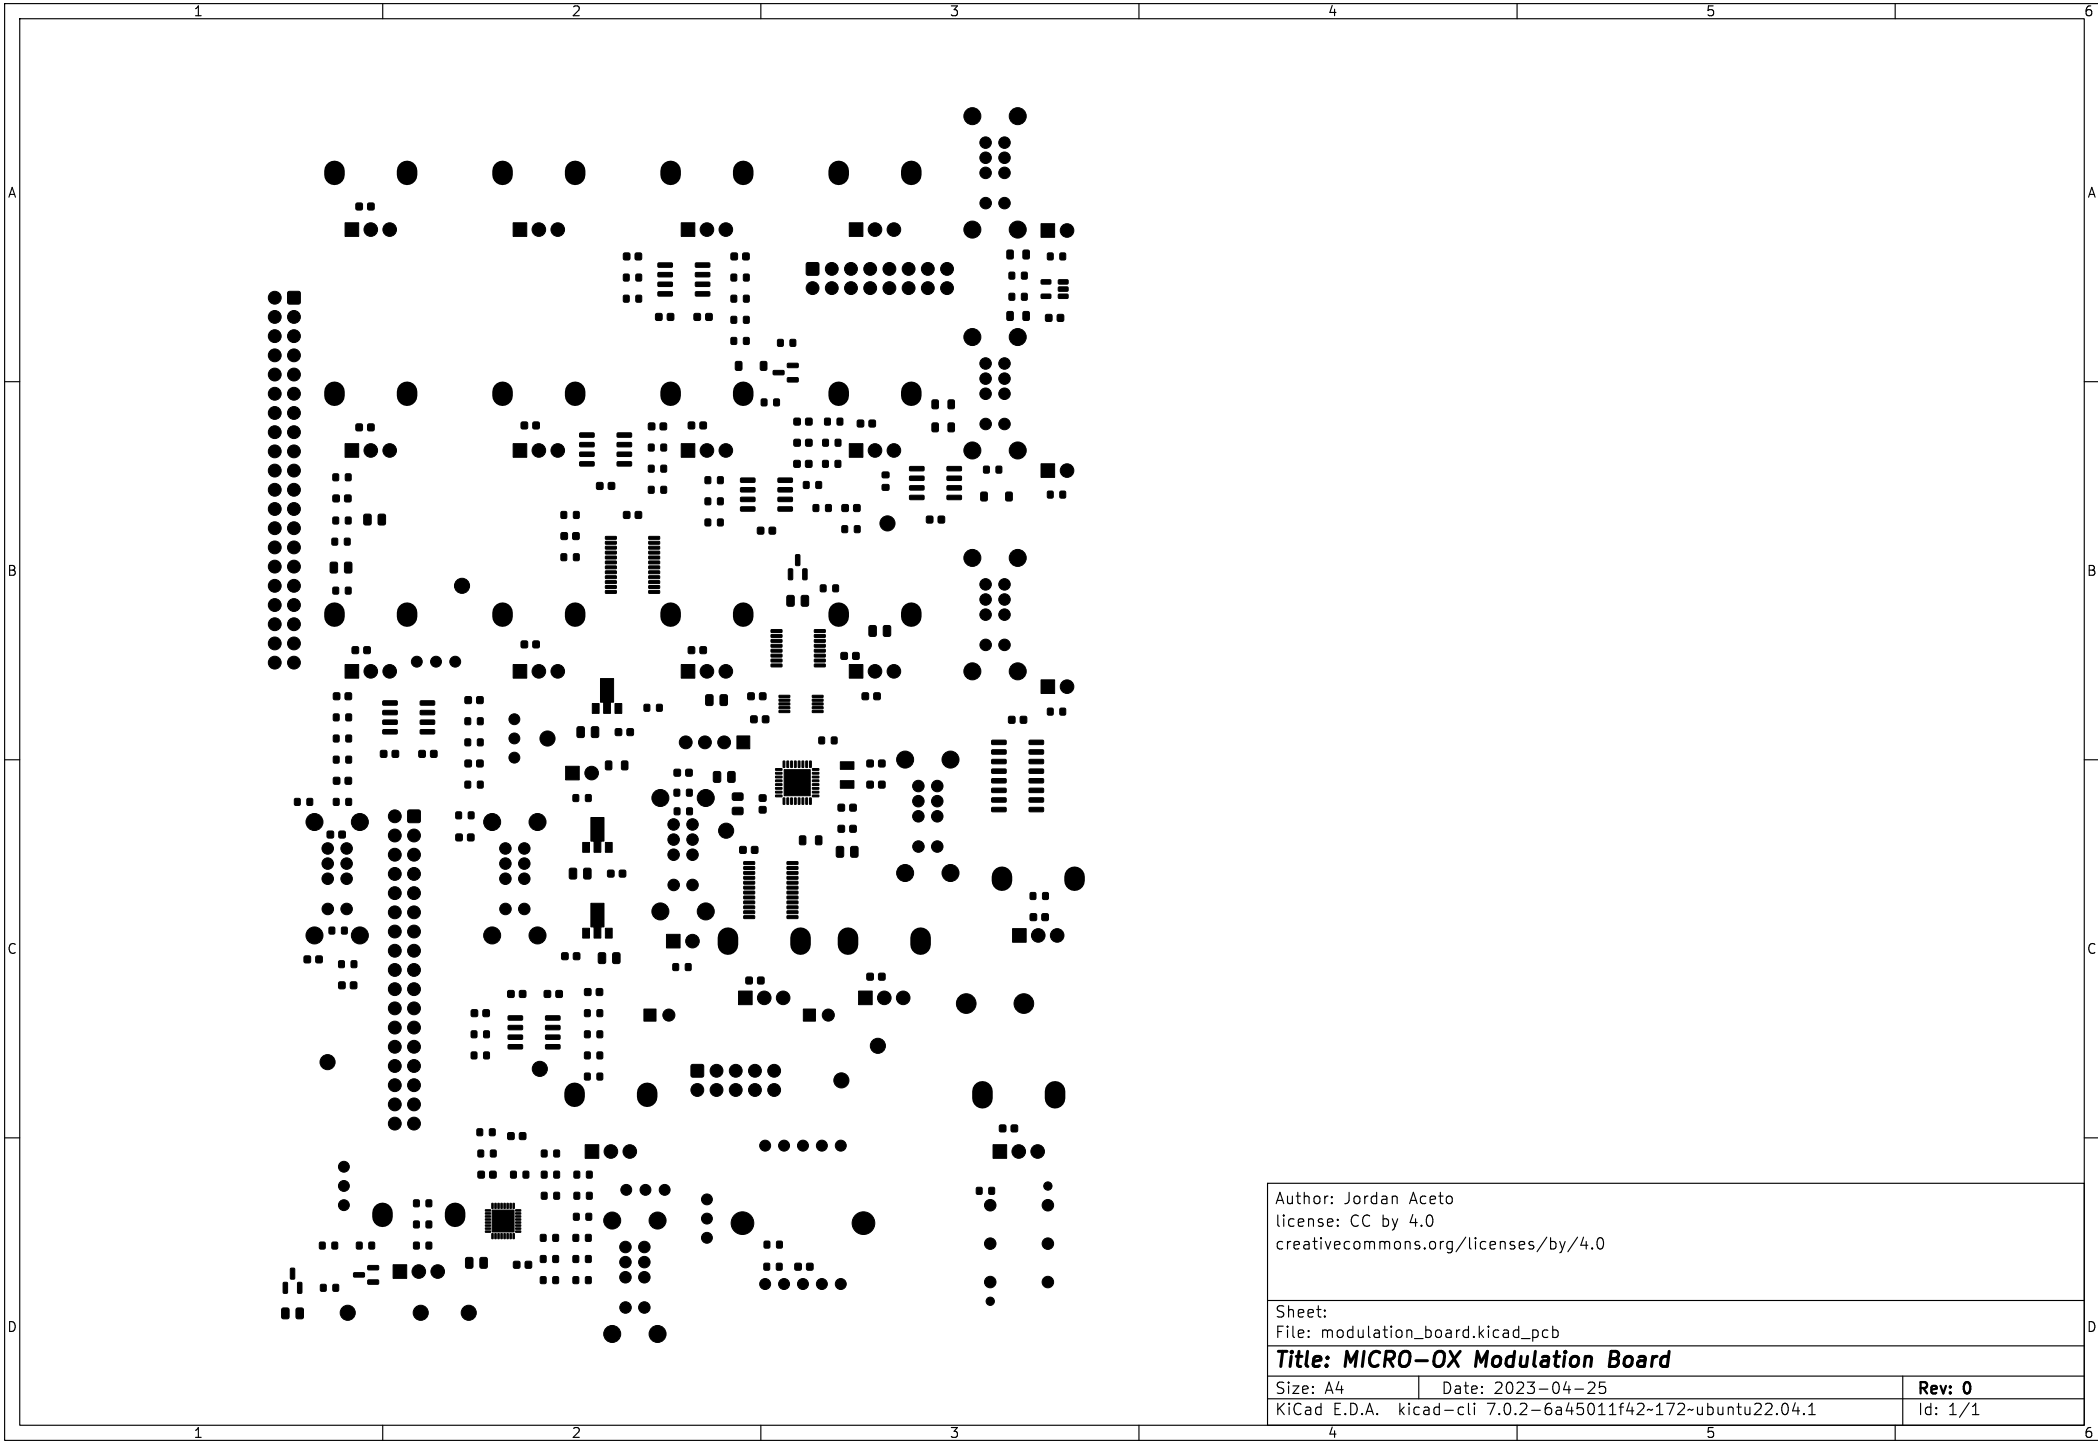 1 2 3 4 5 6
A A
B B
C C
D D
Author: Jordan Aceto
license: CC by 4.0
creativecommons.org/licenses/by/4.0
Sheet:
File: modulation_board.kicad_pcb
Title: MICRO-OX Modulation Board
Size: A4 Date: 2023-04-25 Rev: 0
KiCad E.D.A. kicad-cli 7.0.2-6a45011f42~172~ubuntu22.04.1 Id: 1/1
1 2 3 4 5 6